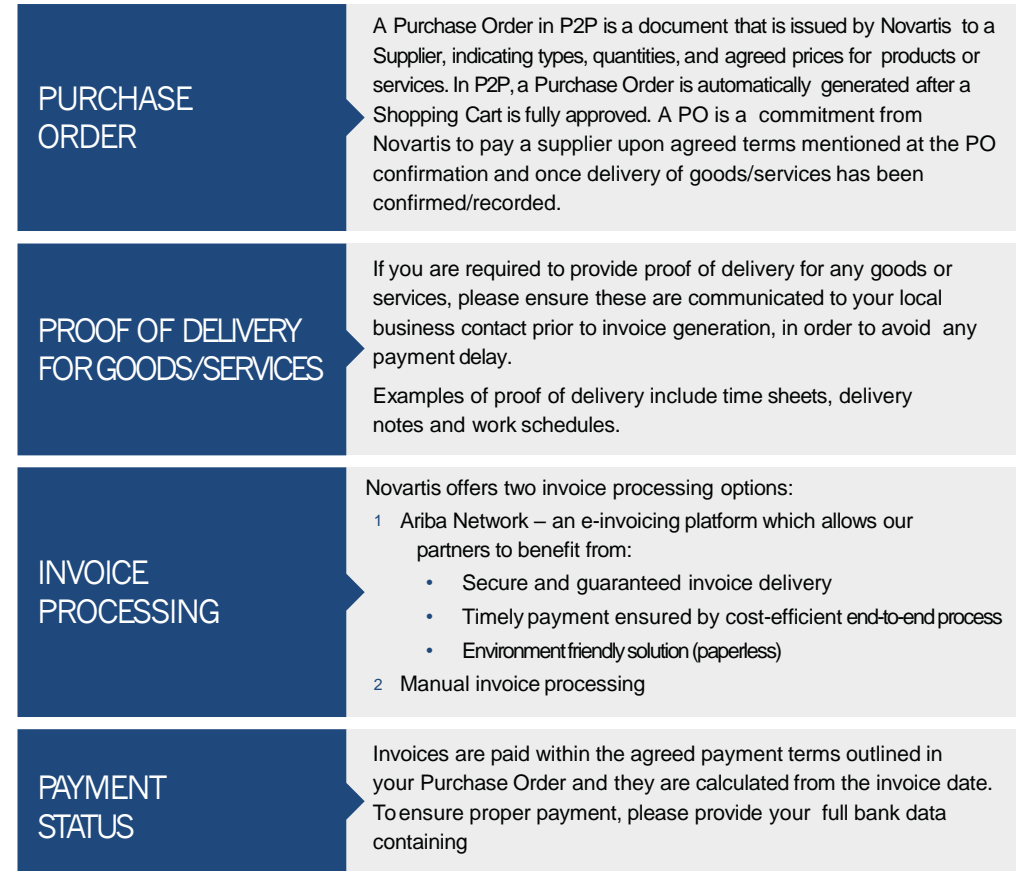 PURCHASE
ORDER
A Purchase Order in P2P is a document that is issued by Novartis to a
Supplier, indicating types, quantities, and agreed prices for products or
services. In P2P, a Purchase Order is automatically generated after a
Shopping Cart is fully approved. A PO is a commitment from
Novartis to pay a supplier upon agreed terms mentioned at the PO
confirmation and once delivery of goods/services has been
confirmed/recorded.
PROOF OF DELIVERY
FOR GOODS/SERVICES
If you are required to provide proof of delivery for any goods or
services, please ensure these are communicated to your local
business contact prior to invoice generation, in order to avoid any
payment delay.
Examples of proof of delivery include time sheets, delivery
notes and work schedules.
INVOICE
PROCESSING
Novartis offers two invoice processing options:
1 Ariba Network – an e-invoicing platform which allows our
partners to benefit from:
• Secure and guaranteed invoice delivery
• Timely payment ensured by cost-efficient end-to-end process
• Environment friendly solution (paperless)
2 Manual invoice processing
PAYMENT
STATUS
Invoices are paid within the agreed payment terms outlined in
your Purchase Order and they are calculated from the invoice date.
To ensure proper payment, please provide your full bank data
containing